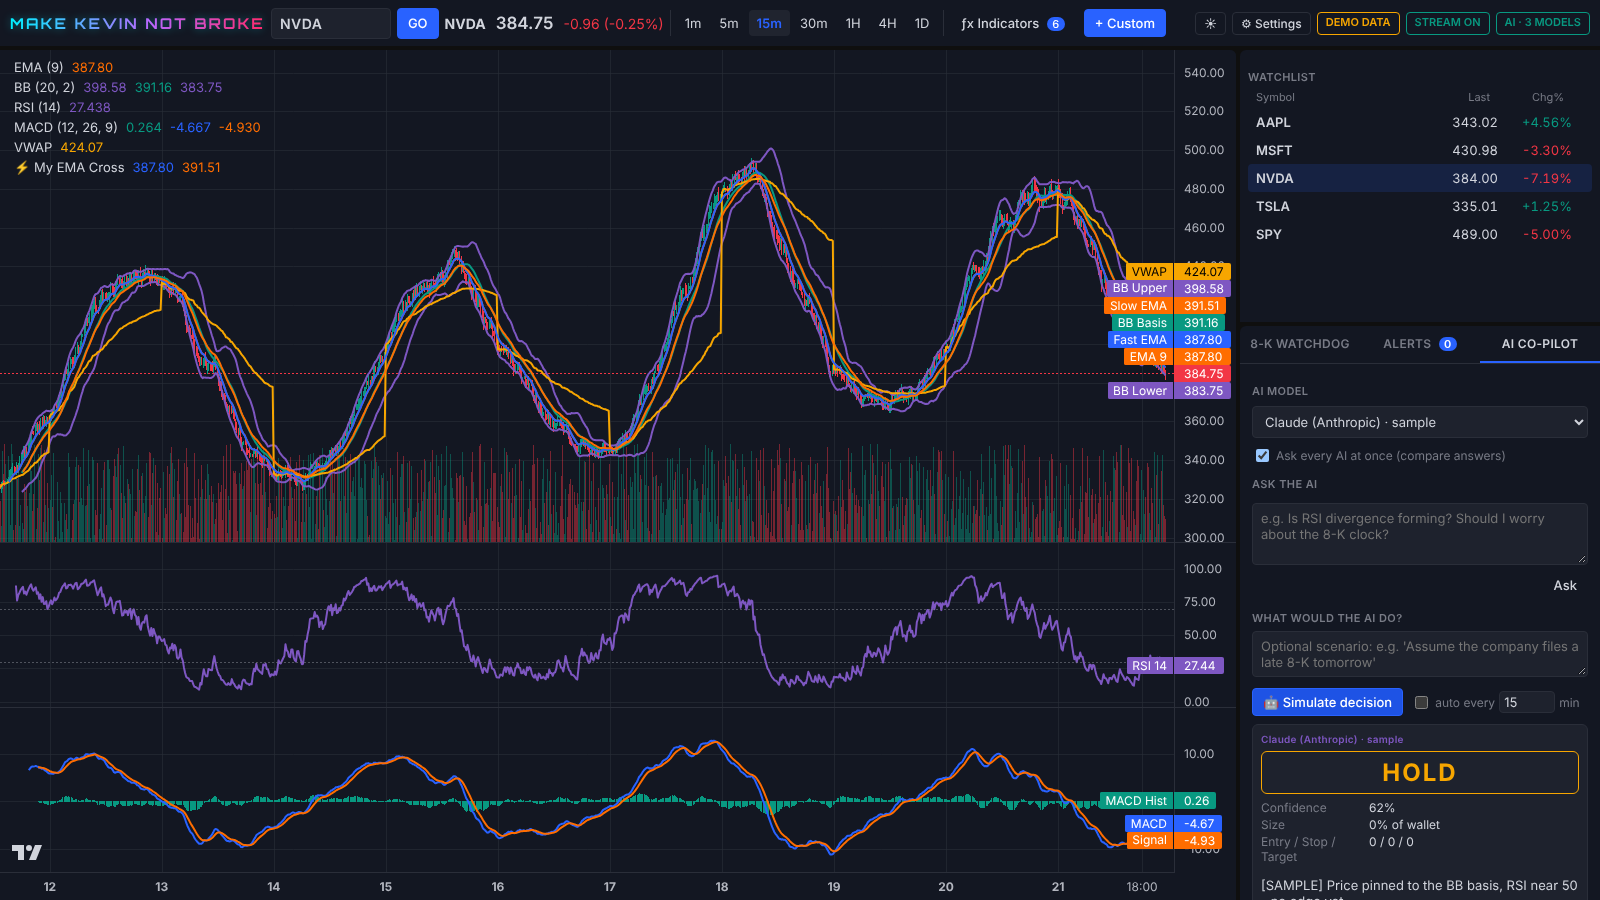 MAKE KEVIN NOT BROKE NVDA GO NVDA 384.75 -0.96 (-0.25%) 1m 5m 15m 30m 1H 4H 1D fx Indicators 6 + Custom ☀ ⚙ Settings DEMO DATA STREAM ON AI · 3 MODELS
EMA (9) 387.80
BB (20, 2) 398.58 391.16 383.75
RSI (14) 27.438
MACD (12, 26, 9) 0.264 -4.667 -4.930
VWAP 424.07
⚡ My EMA Cross 387.80 391.51
540.00
520.00
500.00
480.00
460.00
VWAP 424.07
BB Upper 398.58
Slow EMA 391.51
BB Basis 391.16
Fast EMA 387.80
EMA 9 387.80
384.75
BB Lower 383.75
360.00
340.00
320.00
300.00
100.00
75.00
50.00
RSI 14 27.44
0.00
10.00
MACD Hist 0.26
MACD -4.67
Signal -4.93
12 13 14 15 16 17 18 19 20 21 18:00
WATCHLIST
Symbol Last Chg%
AAPL 343.02 +4.56%
MSFT 430.98 -3.30%
NVDA 384.00 -7.19%
TSLA 335.01 +1.25%
SPY 489.00 -5.00%
8-K WATCHDOG ALERTS 0 AI CO-PILOT
AI MODEL
Claude (Anthropic) · sample
Ask every AI at once (compare answers)
ASK THE AI
e.g. Is RSI divergence forming? Should I worry
about the 8-K clock?
Ask
WHAT WOULD THE AI DO?
Optional scenario: e.g. 'Assume the company files a
late 8-K tomorrow'
🤖 Simulate decision auto every 15 min
Claude (Anthropic) · sample
HOLD
Confidence 62%
Size 0% of wallet
Entry / Stop / 0 / 0 / 0
Target
[SAMPLE] Price pinned to the BB basis, RSI near 50